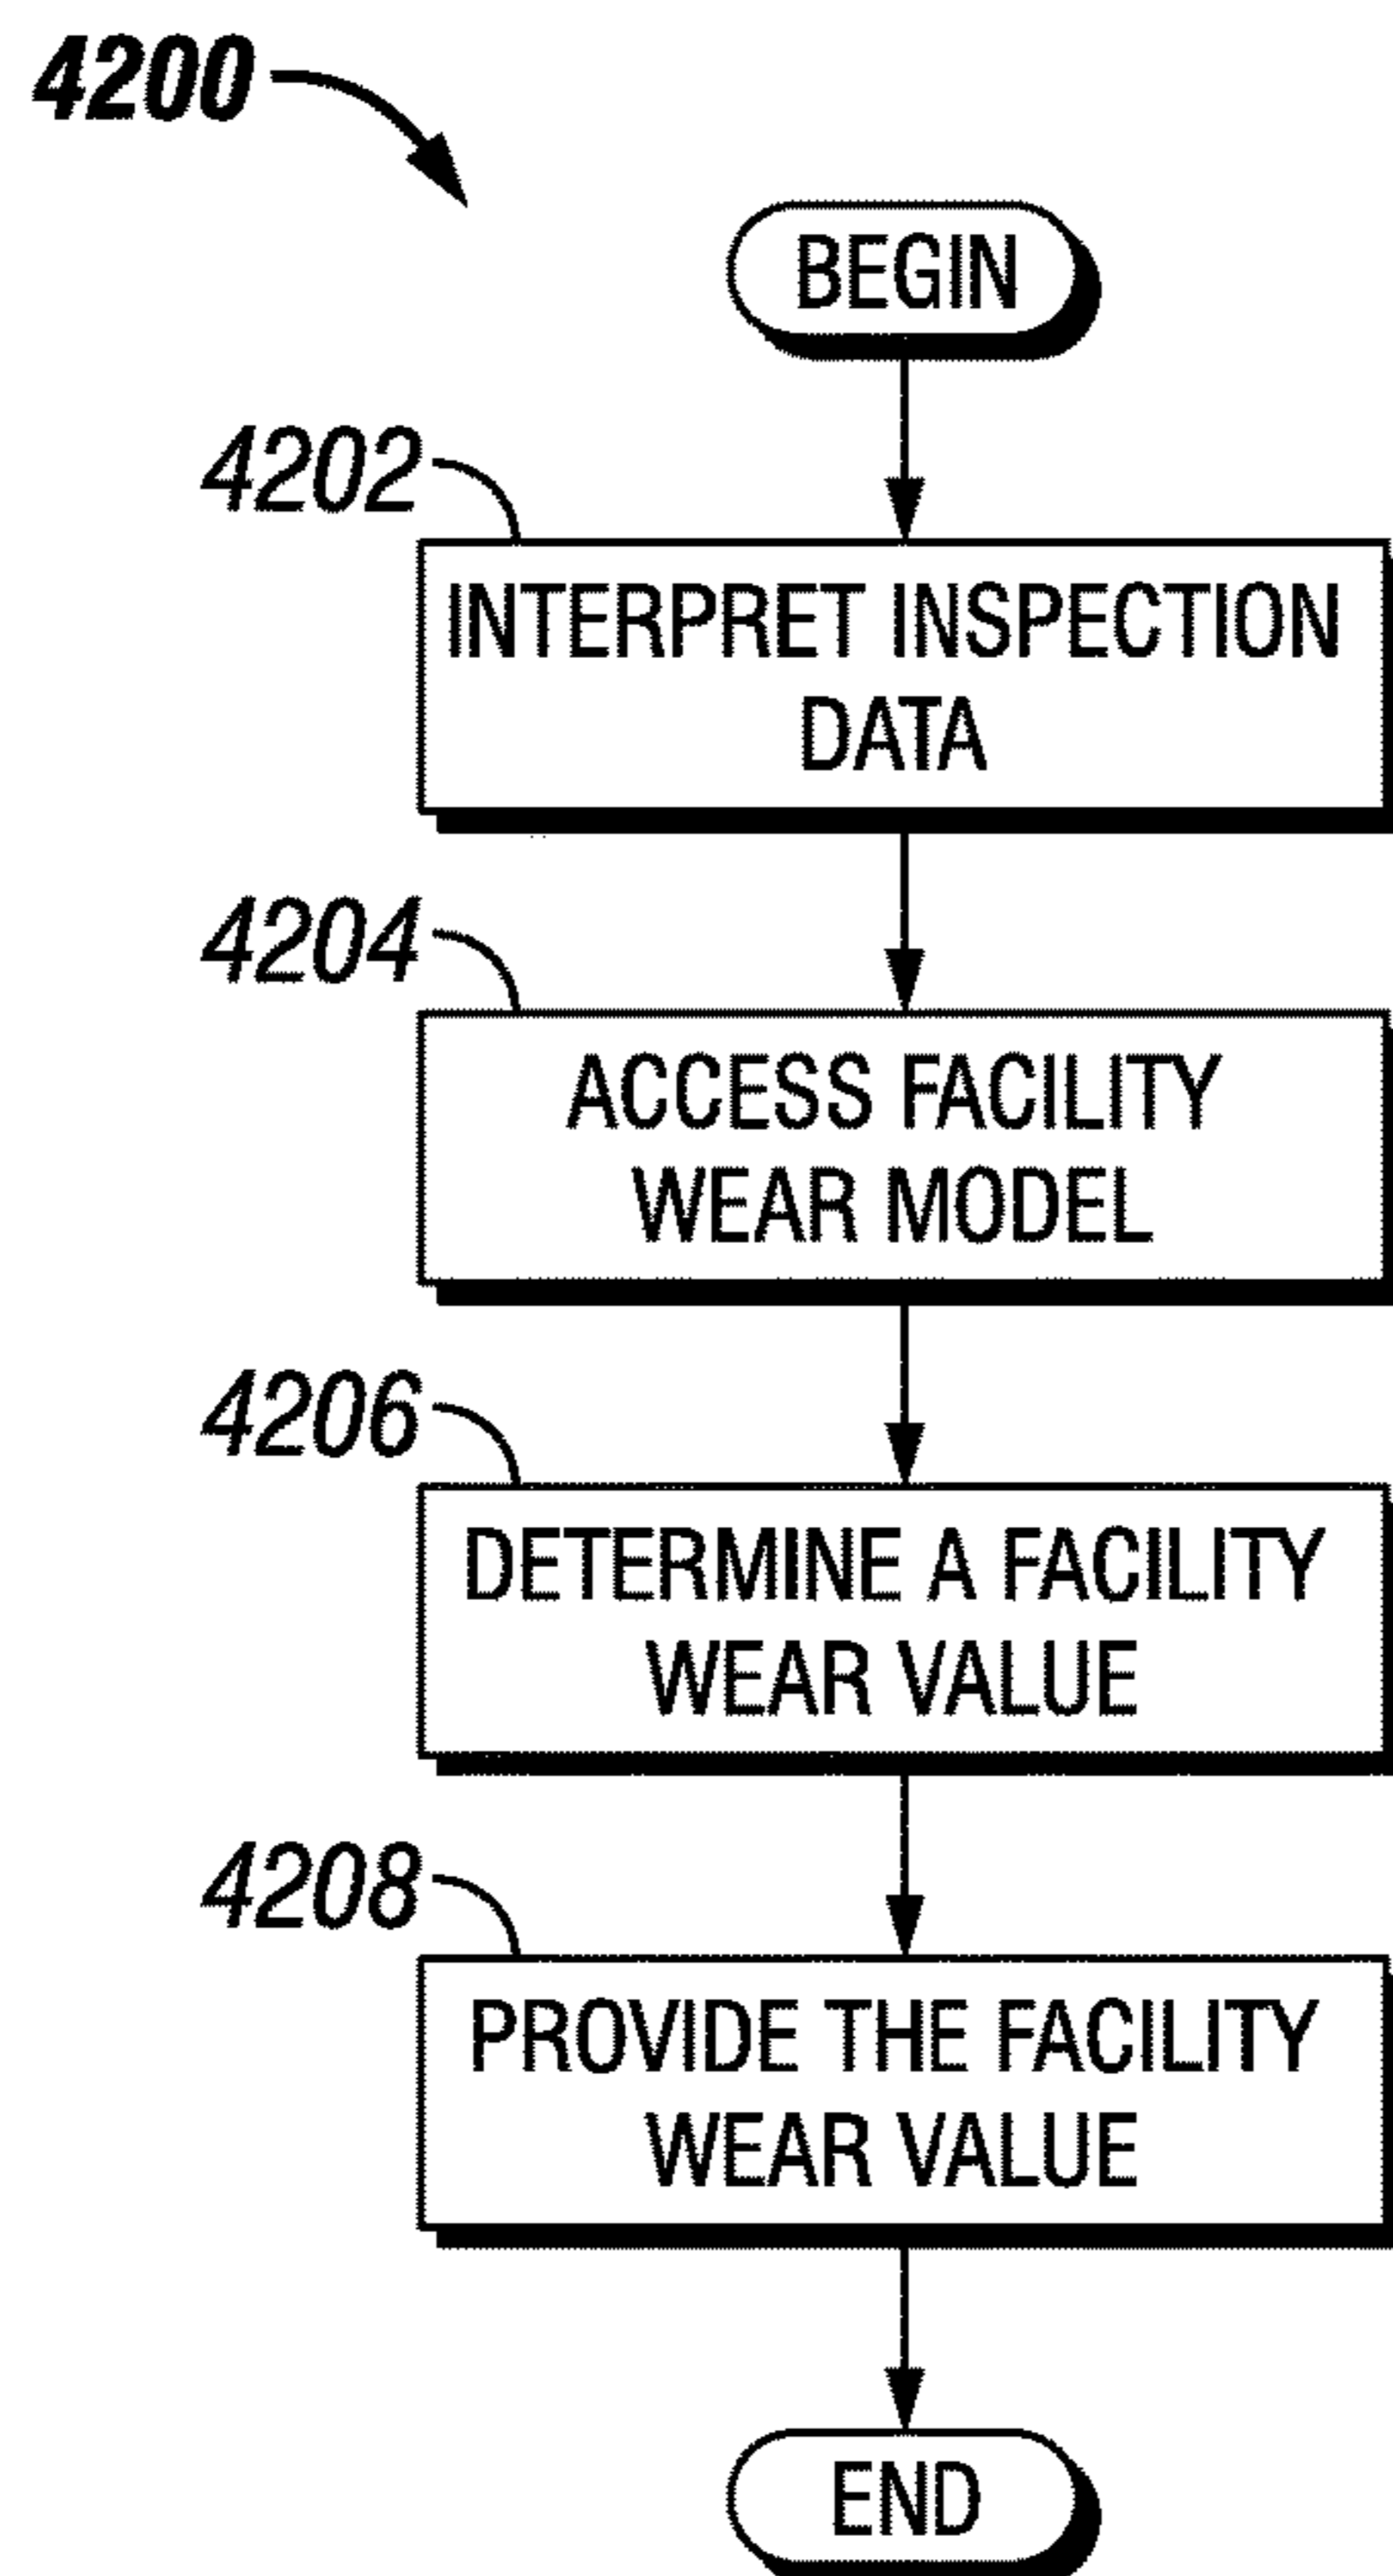 4200
BEGIN
4202
INTERPRET INSPECTION
DATA
4204
ACCESS FACILITY
WEAR MODEL
4206
DETERMINE A FACILITY
WEAR VALUE
4208
PROVIDE THE FACILITY
WEAR VALUE
END